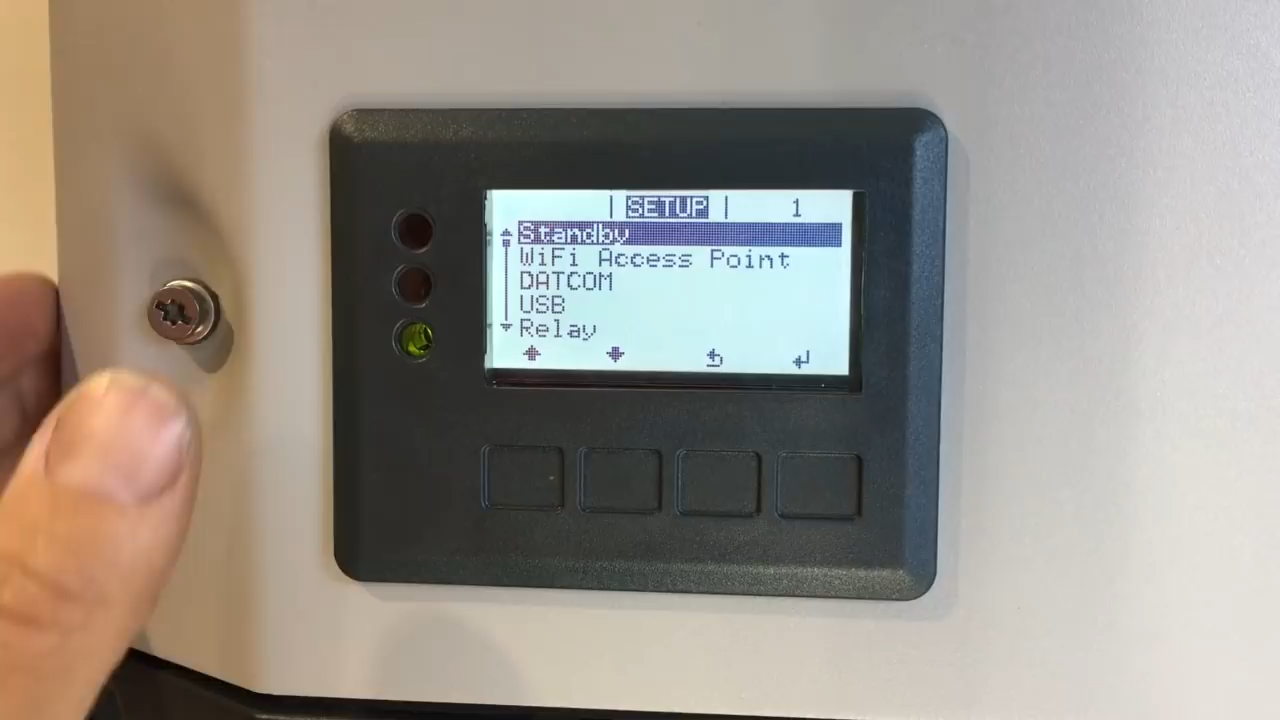 SETUP 1
Standby
WiFi Access Point
DATCOM
USB
Relay